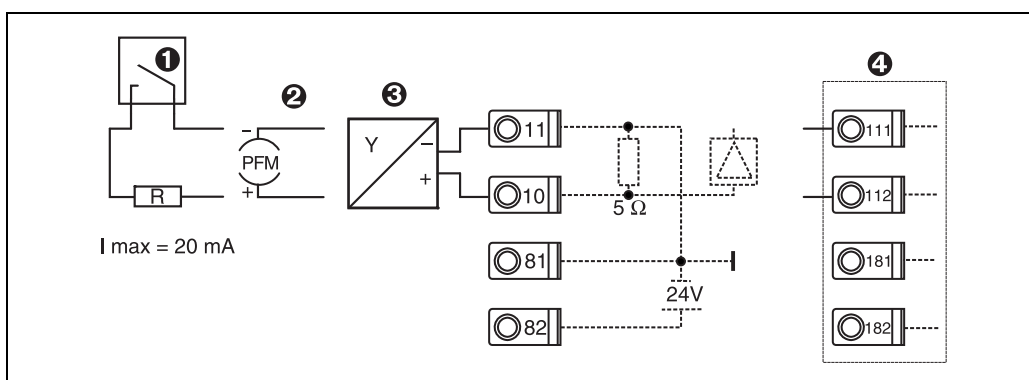 ❶
❷
❸
❹
R
I max = 20 mA
-
PFM
+
Y
−
+
11
10
81
82
5 Ω
24V
111
112
181
182